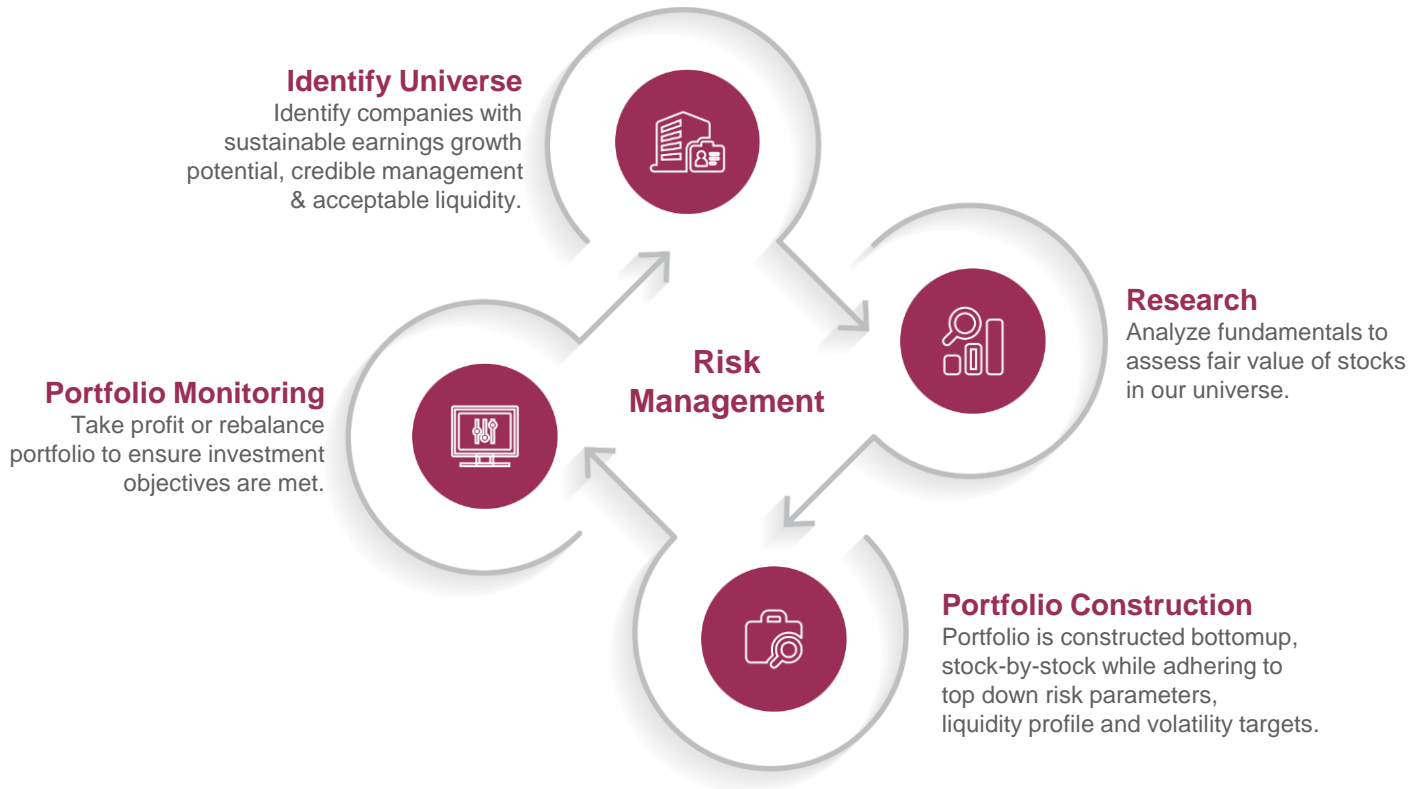 Identify Universe
Identify companies with
sustainable earnings growth
potential, credible management
& acceptable liquidity.
Research
Analyze fundamentals to
assess fair value of stocks
in our universe.
Risk
Management
Portfolio Monitoring
Take profit or rebalance
portfolio to ensure investment
objectives are met.
Portfolio Construction
Portfolio is constructed bottomup,
stock-by-stock while adhering to
top down risk parameters,
liquidity profile and volatility targets.